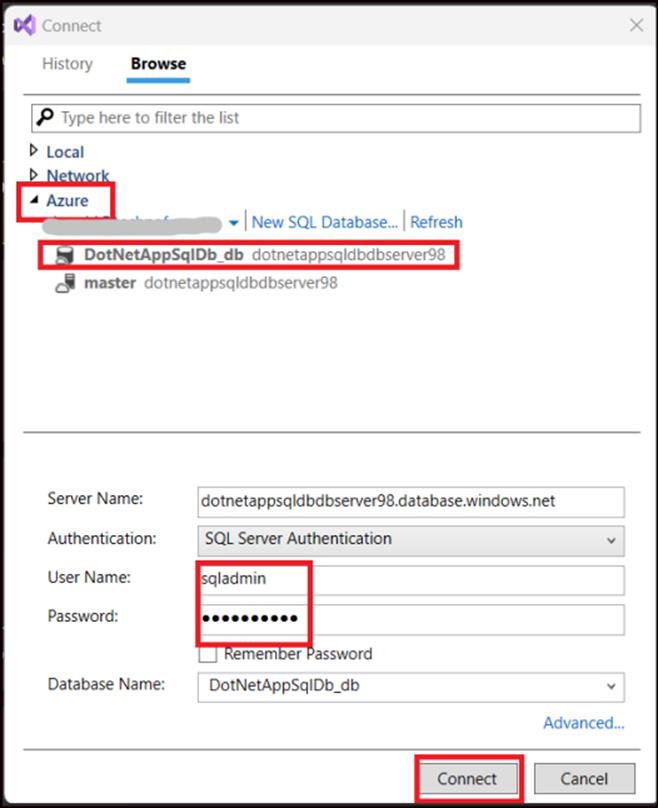 Connect
History Browse
Type here to filter the list
Local
Network
Azure
New SQL Database... Refresh
DotNetAppSqlDb_db dotnetappsqldbdbserver98
master dotnetappsqldbdbserver98
Server Name: dotnetappsqldbdbserver98.database.windows.net
Authentication: SQL Server Authentication
User Name: sqladmin
Password: ●●●●●●●●●●
Remember Password
Database Name: DotNetAppSqlDb_db
Advanced...
Connect Cancel